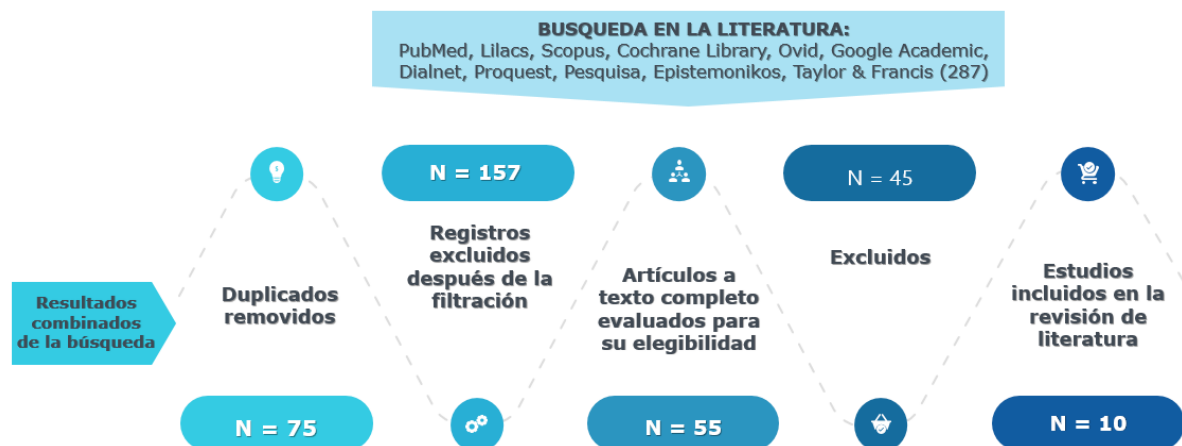 BUSQUEDA EN LA LITERATURA:
PubMed, Lilacs, Scopus, Cochrane Library, Ovid, Google Academic,
Dialnet, Proquest, Pesquisa, Epistemonikos, Taylor & Francis (287)
Resultados
combinados
de la búsqueda
Duplicados
removidos
N = 75
N = 157
Registros
excluidos
después de la
filtración
Artículos a
texto completo
evaluados para
su elegibilidad
N = 55
N = 45
Excluidos
Estudios
incluidos en la
revisión de
literatura
N = 10